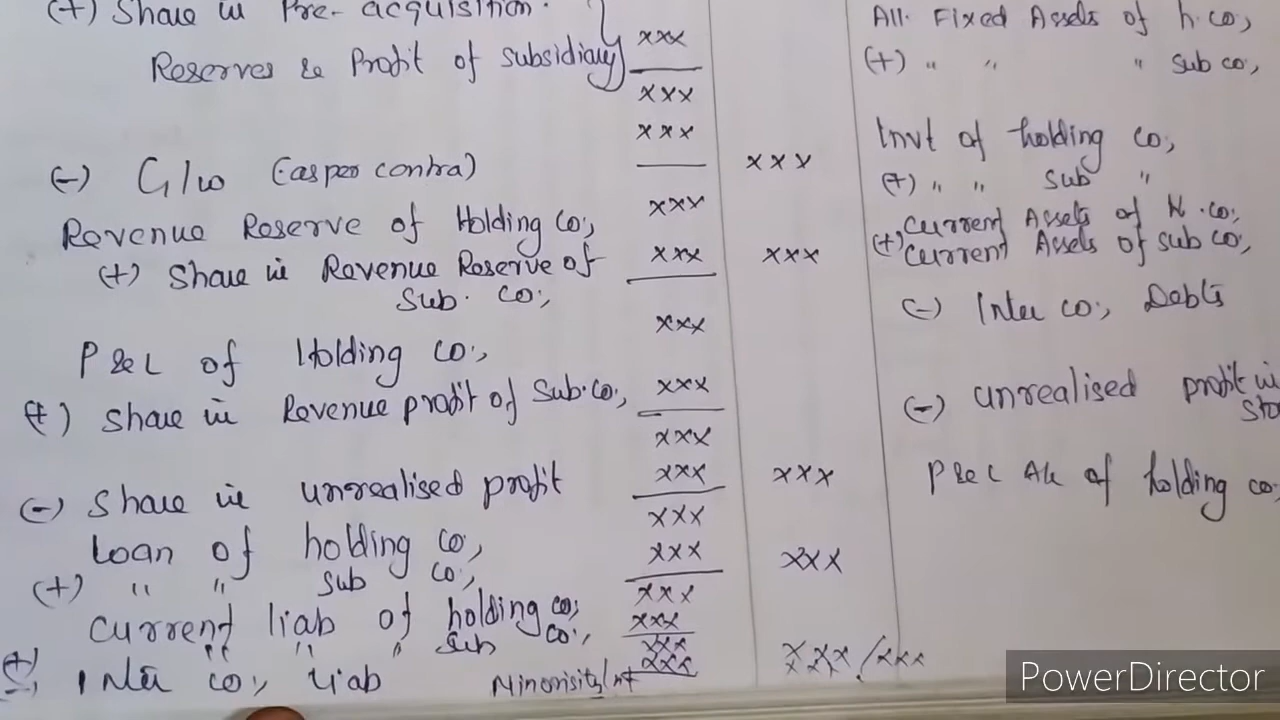 (+) Share in Pre-acquisition
Reserves & Profit of subsidiary} xxx
xxx
xxx
(-) G/w (as per contra) xxx
Revenue Reserve of Holding Co; xxx
(+) Share in Revenue Reserve of xxx xxx
Sub. Co;
xxx
P&L of Holding Co;
(+) Share in Revenue profit of Sub.co; xxx
xxx
(-) Share in unrealised profit xxx xxx
Loan of holding Co; xxx
(+) " " Sub Co; xxx xxx
xxx
Current liab of holding co;
" " " Sub Co; xxx
xxx
Inter co; liab xxx
Minority Int xxx/xxx
All Fixed Assets of h.co;
(+) " " " Sub co;
Invt of holding co;
(+) " " Sub "
Current Assets of H.co;
(+) Current Assets of Sub co;
(-) Inter co; Debts
(-) unrealised profit in
Sto
P&L A/c of holding co;
PowerDirector